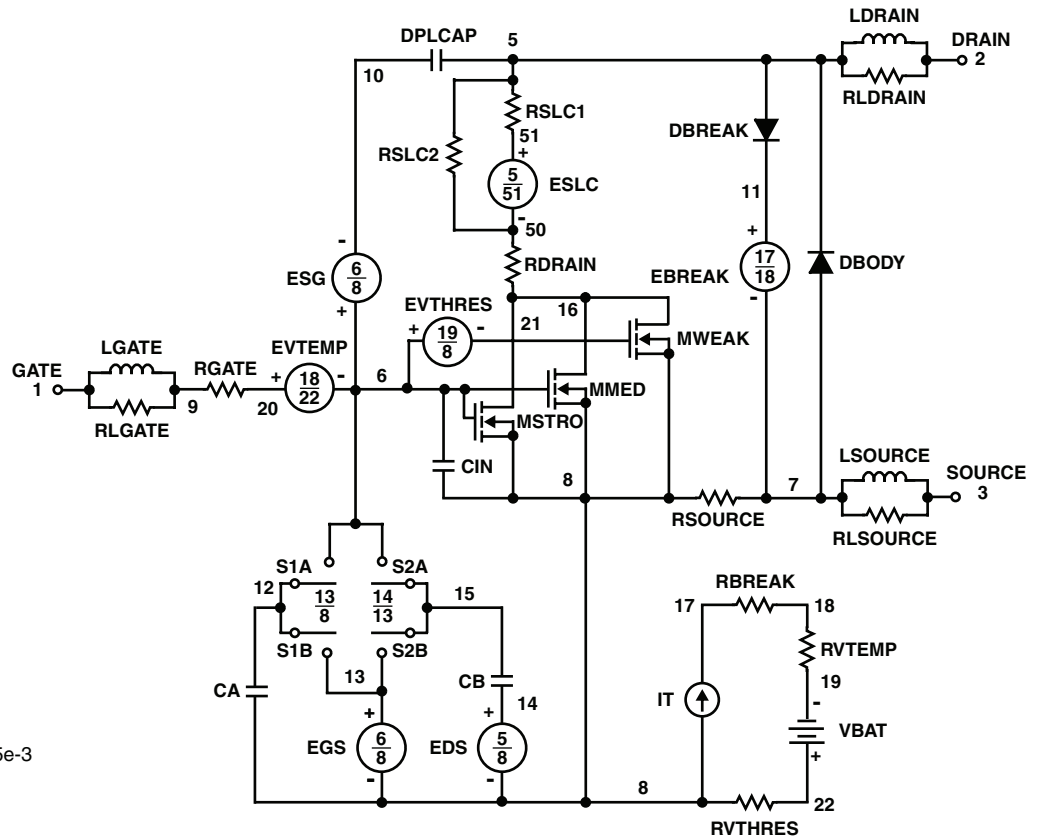 LDRAIN
DPLCAP 5 DRAIN
10 2
RSLC1 RLDRAIN
51 DBREAK
RSLC2 +
5
51 ESLC
11
-
50
- +
ESG 6
8 RDRAIN EBREAK 17
18 DBODY
+ -
EVTHRES 16
+ 19
8 - 21 MWEAK
LGATE EVTEMP
GATE RGATE + 18
22 - 6 MMED
1
9 20 MSTRO
RLGATE
CIN LSOURCE
8 7 SOURCE
3
RSOURCE
RLSOURCE
S1A S2A
12 13
8 14
13 15 RBREAK
17 18
S1B S2B RVTEMP
13 CB 19
CA IT -
14
+ + VBAT
EGS 6
8 EDS 5
8 +
- - 8 22
RVTHRES
5e-3